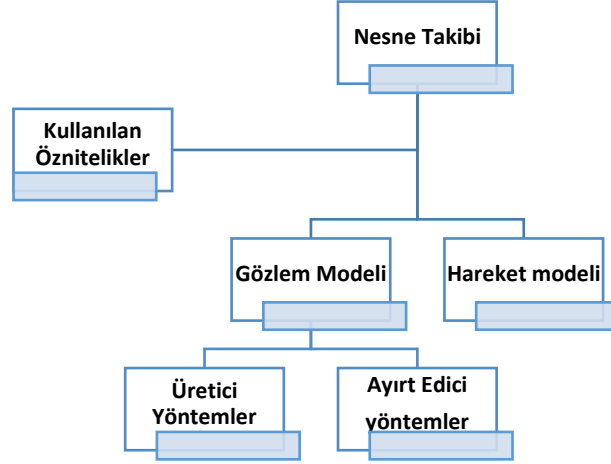 Nesne Takibi
Kullanılan
Öznitelikler
Gözlem Modeli
Hareket modeli
Üretici
Yöntemler
Ayırt Edici
yöntemler